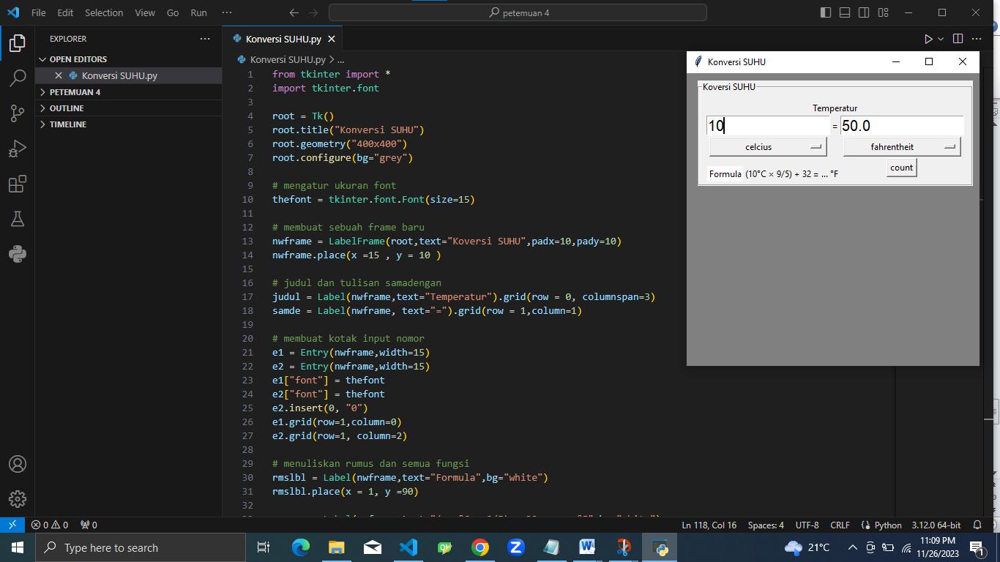 File Edit Selection View Go Run ···
petemuan 4
EXPLORER ···
OPEN EDITORS
Konversi SUHU.py
PETEMUAN 4
OUTLINE
TIMELINE
Konversi SUHU.py
Konversi SUHU.py > ...
1 from tkinter import *
2 import tkinter.font
3
4 root = Tk()
5 root.title("Konversi SUHU")
6 root.geometry("400x400")
7 root.configure(bg="grey")
8
9 # mengatur ukuran font
10 thefont = tkinter.font.Font(size=15)
11
12 # membuat sebuah frame baru
13 nwframe = LabelFrame(root,text="Koversi SUHU",padx=10,pady=10)
14 nwframe.place(x =15 , y = 10 )
15
16 # judul dan tulisan samadengan
17 judul = Label(nwframe,text="Temperatur").grid(row = 0, columnspan=3)
18 samde = Label(nwframe, text="=").grid(row = 1,column=1)
19
20 # membuat kotak input nomor
21 e1 = Entry(nwframe,width=15)
22 e2 = Entry(nwframe,width=15)
23 e1["font"] = thefont
24 e2["font"] = thefont
25 e2.insert(0, "0")
26 e1.grid(row=1,column=0)
27 e2.grid(row=1, column=2)
28
29 # menuliskan rumus dan semua fungsi
30 rmslbl = Label(nwframe,text="Formula",bg="white")
31 rmslbl.place(x = 1, y =90)
32
Konversi SUHU
Koversi SUHU
Temperatur
10 = 50.0
celcius fahrentheit
count
Formula (10°C × 9/5) + 32 = ... °F
0 0 0
Ln 118, Col 16 Spaces: 4 UTF-8 CRLF Python 3.12.0 64-bit
Type here to search
21°C
11:09 PM
11/26/2023
1